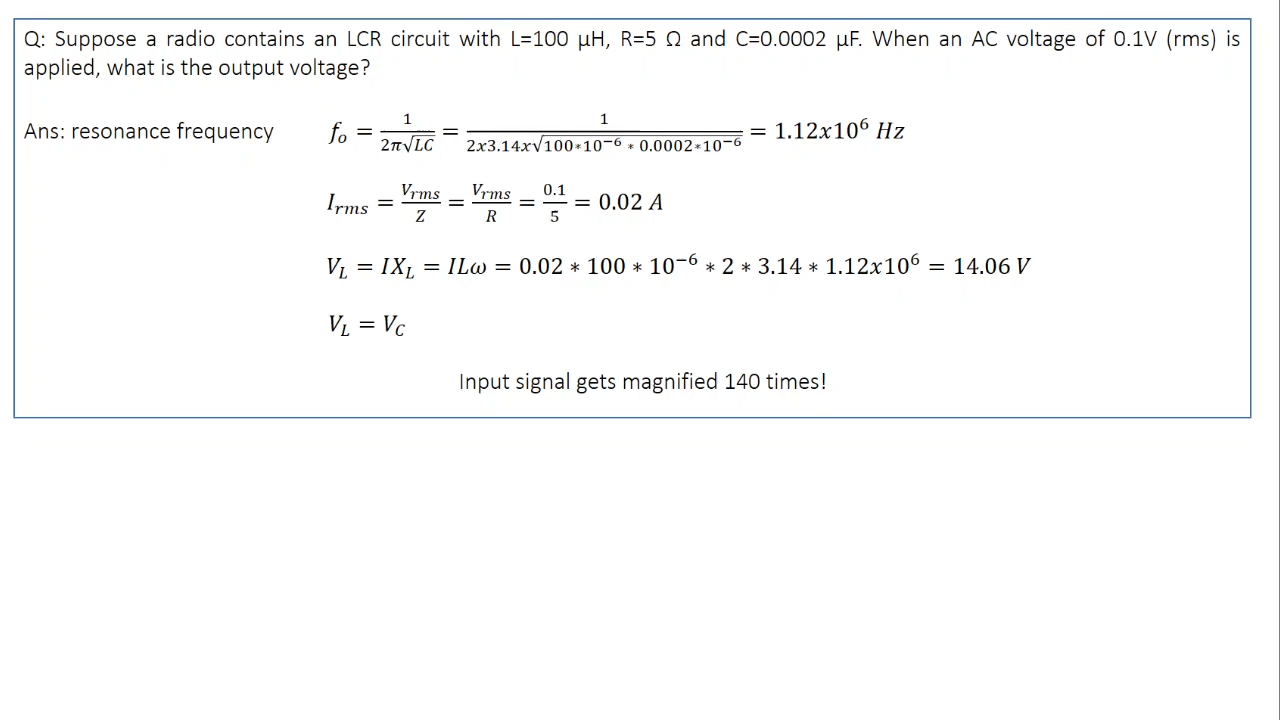 Q: Suppose a radio contains an LCR circuit with L=100 µH, R=5 Ω and C=0.0002 µF. When an AC voltage of 0.1V (rms) is
applied, what is the output voltage?
Ans: resonance frequency f_o = 1/(2π√LC) = 1/(2x3.14x√(100*10^−6 * 0.0002*10^−6)) = 1.12x10^6 Hz
I_rms = V_rms/Z = V_rms/R = 0.1/5 = 0.02 A
V_L = IX_L = ILω = 0.02 * 100 * 10^−6 * 2 * 3.14 * 1.12x10^6 = 14.06 V
V_L = V_C
Input signal gets magnified 140 times!